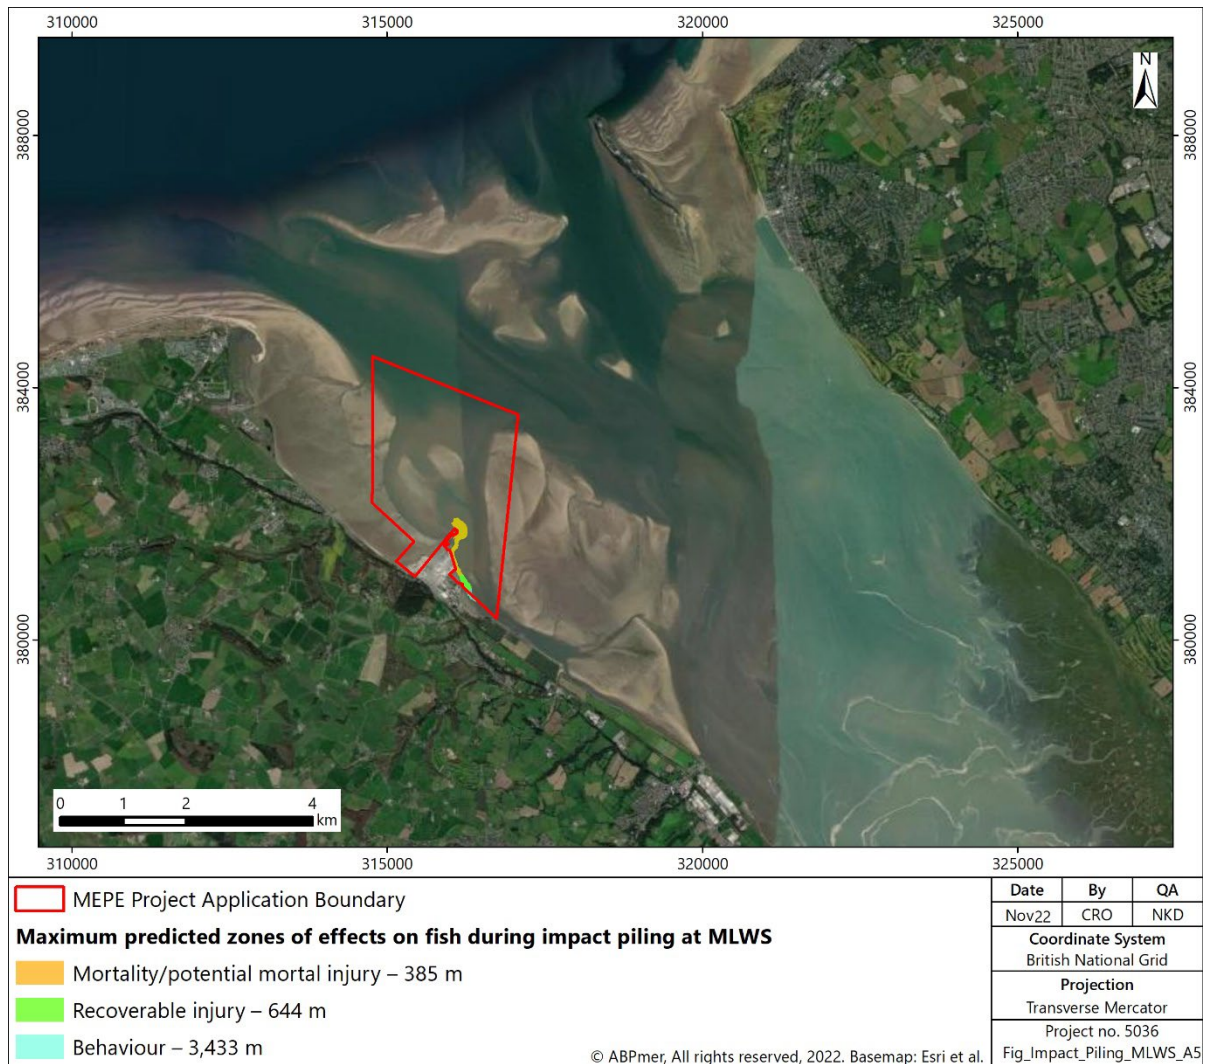 310000 315000 320000 325000
N
388000 388000
384000 384000
380000 380000
0 1 2 4
km
310000 315000 320000 325000
MEPE Project Application Boundary
Maximum predicted zones of effects on fish during impact piling at MLWS
Mortality/potential mortal injury – 385 m
Recoverable injury – 644 m
Behaviour – 3,433 m
© ABPmer, All rights reserved, 2022. Basemap: Esri et al.
Date By QA
Nov22 CRO NKD
Coordinate System
British National Grid
Projection
Transverse Mercator
Project no. 5036
Fig_Impact_Piling_MLWS_A5